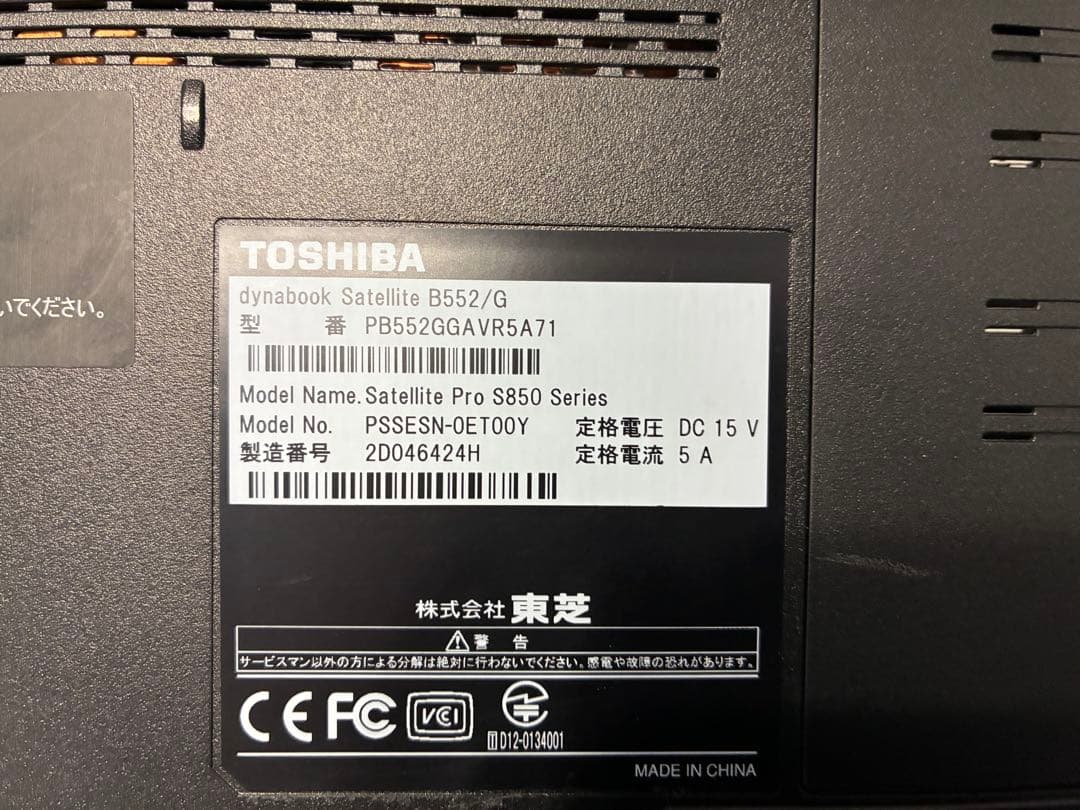 いでください。
TOSHIBA
dynabook Satellite B552/G
型 番 PB552GGAVR5A71
Model Name. Satellite Pro S850 Series
Model No. PSSESN-0ET00Y 定格電圧 DC 15 V
製造番号 2D046424H 定格電流 5 A
株式会社 東芝
⚠警 告
サービスマン以外の方による分解は絶対に行わないでください。感電や故障の恐れがあります。
CE FC VCI
T D12-0134001
MADE IN CHINA